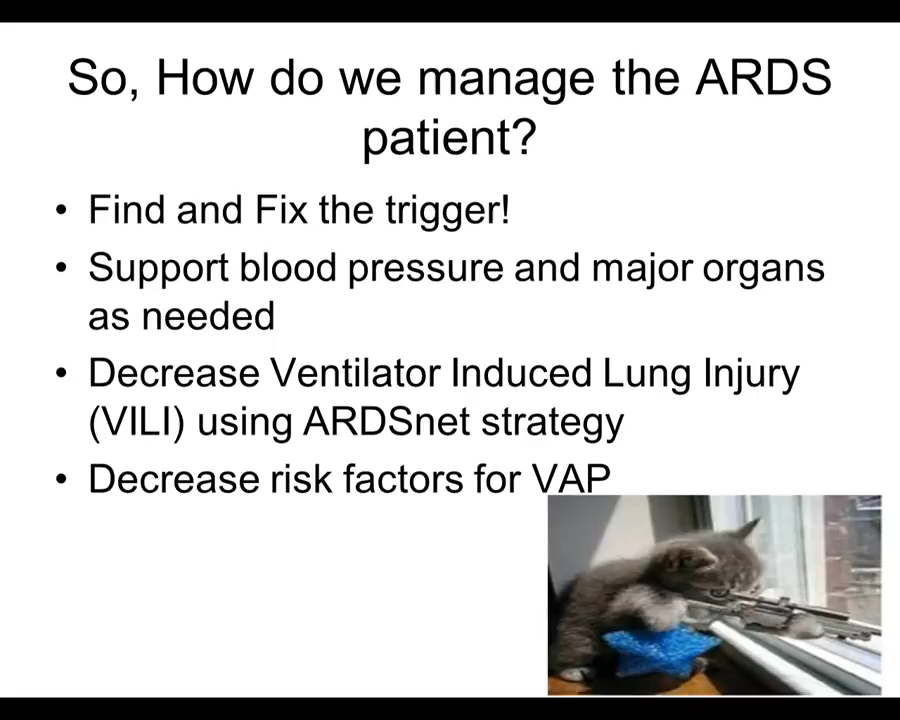 So, How do we manage the ARDS
patient?
• Find and Fix the trigger!
• Support blood pressure and major organs
as needed
• Decrease Ventilator Induced Lung Injury
(VILI) using ARDSnet strategy
• Decrease risk factors for VAP